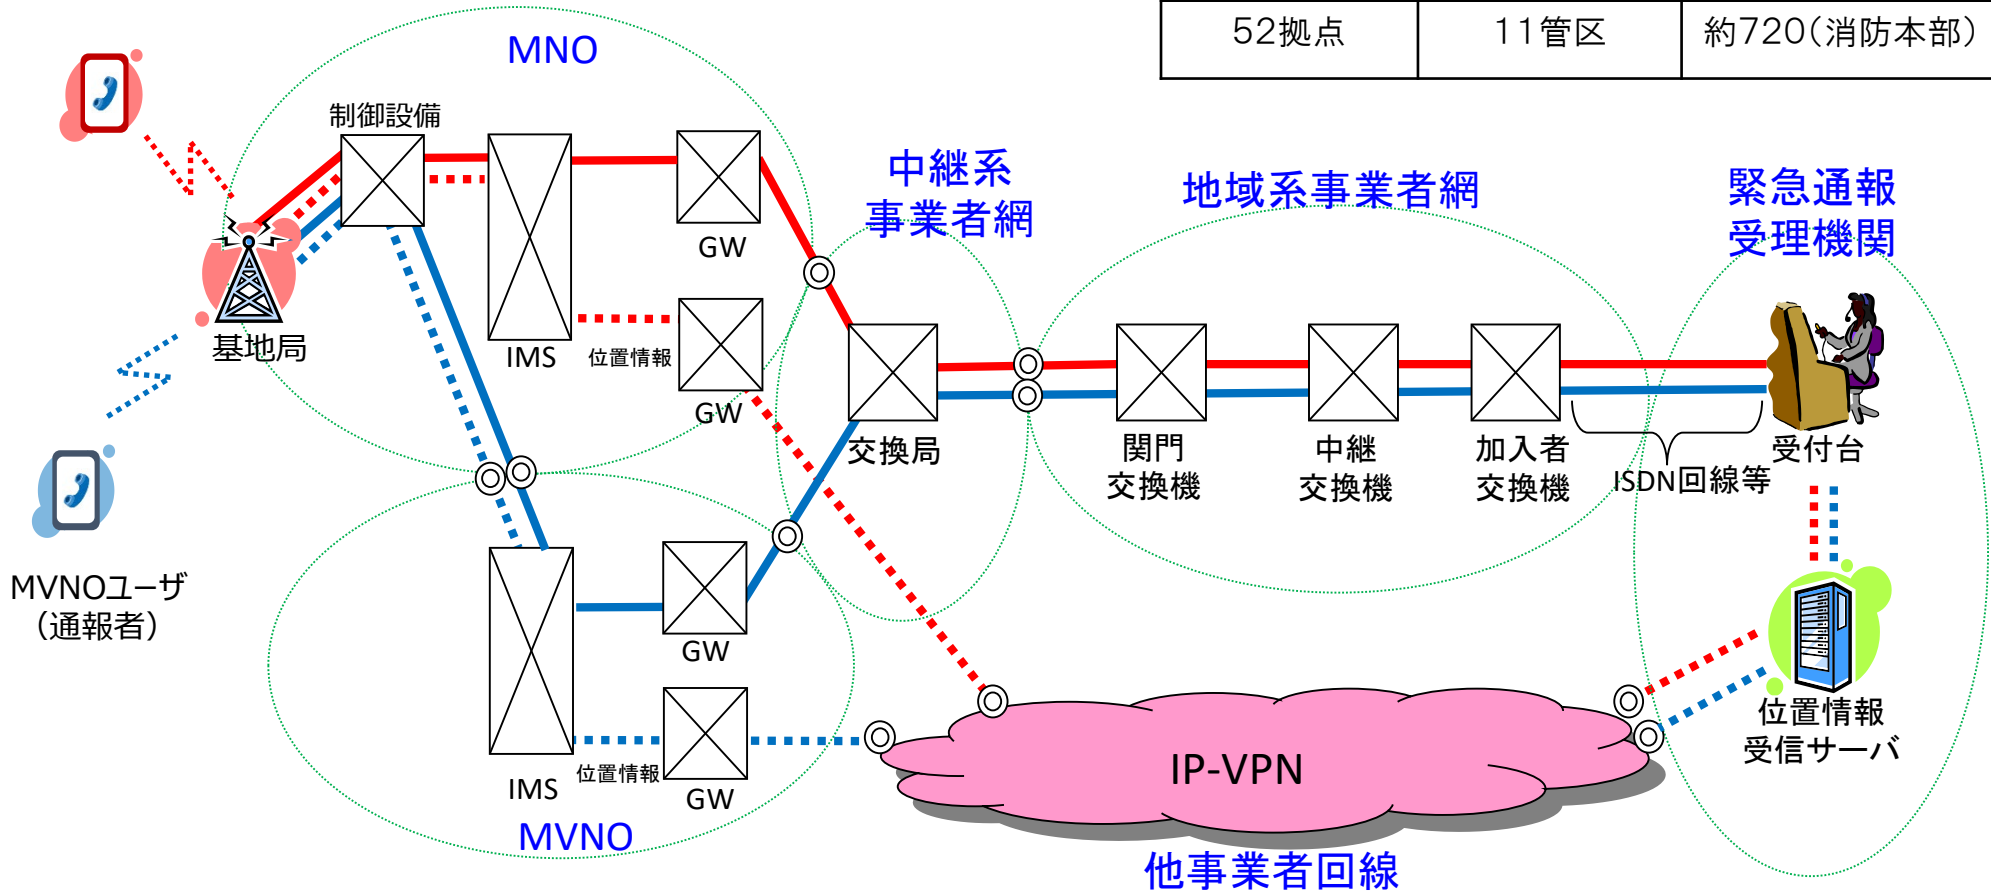 52拠点
11管区
約720(消防本部)
MNO
制御設備
中継系
事業者網
地域系事業者網
緊急通報
受理機関
GW
基地局
IMS
位置情報
GW
交換局
関門
交換機
中継
交換機
加入者
交換機
ISDN回線等
受付台
MVNOユーザ
(通報者)
GW
IMS
位置情報
GW
MVNO
IP-VPN
他事業者回線
位置情報
受信サーバ